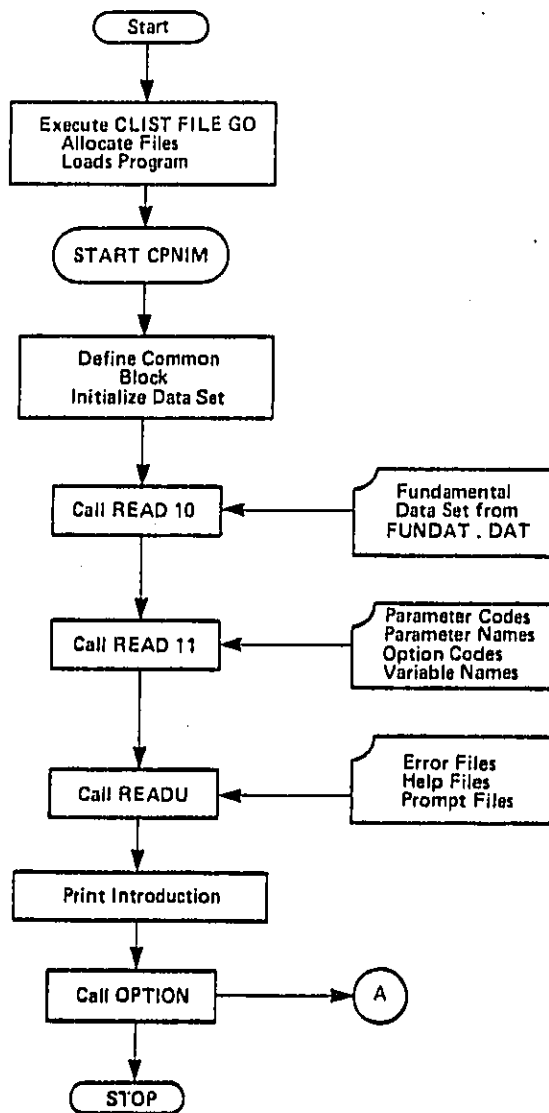 Start
Execute CLIST FILE GO
Allocate Files
Loads Program
START CPNIM
Define Common
Block
Initialize Data Set
Call READ 10
Fundamental
Data Set from
FUNDAT . DAT
Call READ 11
Parameter Codes
Parameter Names
Option Codes
Variable Names
Call READU
Error Files
Help Files
Prompt Files
Print Introduction
Call OPTION
A
STOP